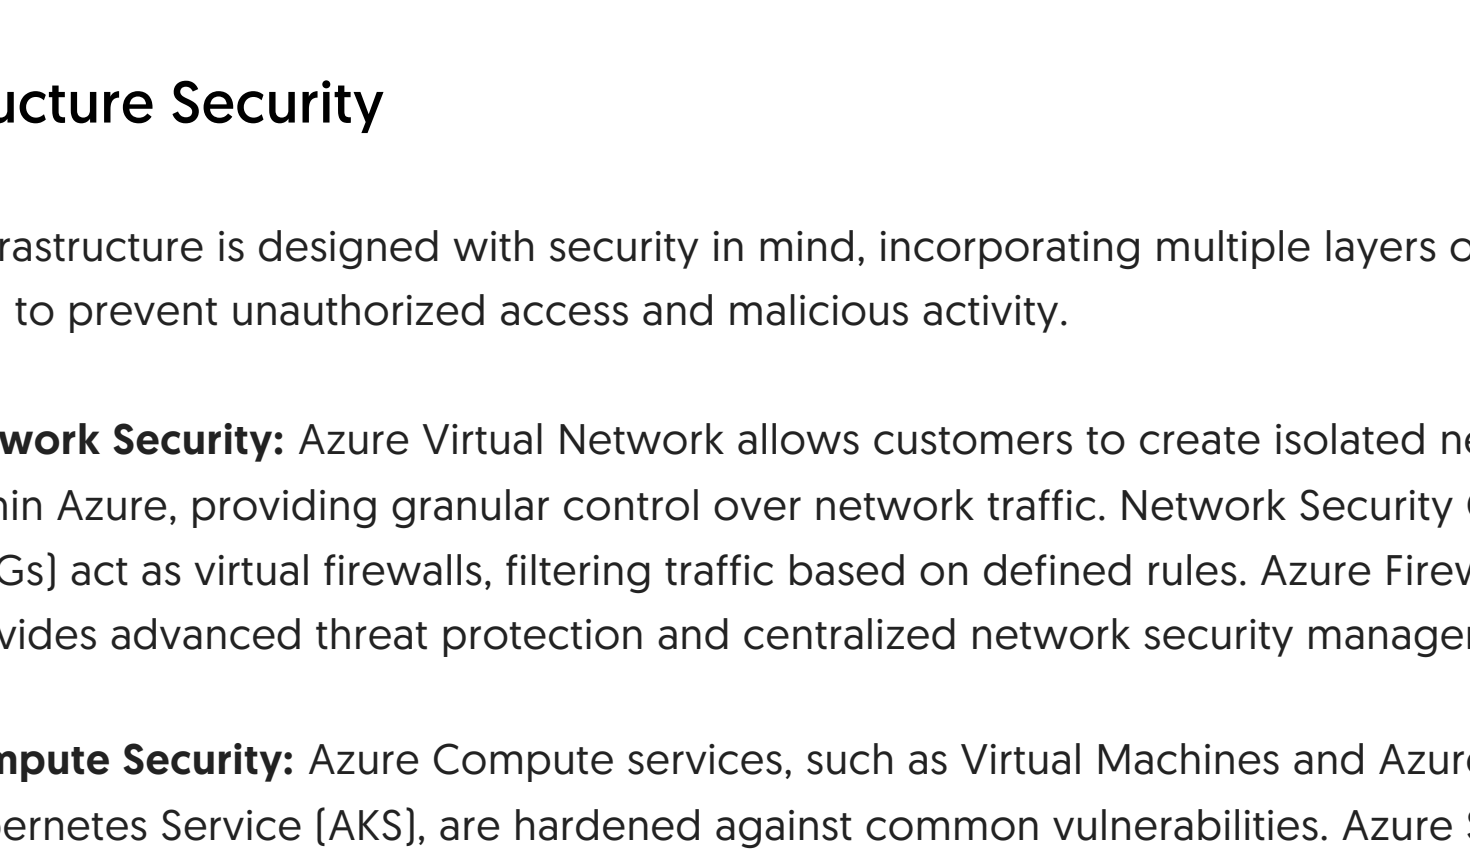 ucture Security
rastructure is designed with security in mind, incorporating multiple layers o
to prevent unauthorized access and malicious activity.
work Security: Azure Virtual Network allows customers to create isolated ne
in Azure, providing granular control over network traffic. Network Security
Gs) act as virtual firewalls, filtering traffic based on defined rules. Azure Firew
vides advanced threat protection and centralized network security manager
mpute Security: Azure Compute services, such as Virtual Machines and Azur
ernetes Service (AKS), are hardened against common vulnerabilities. Azure S